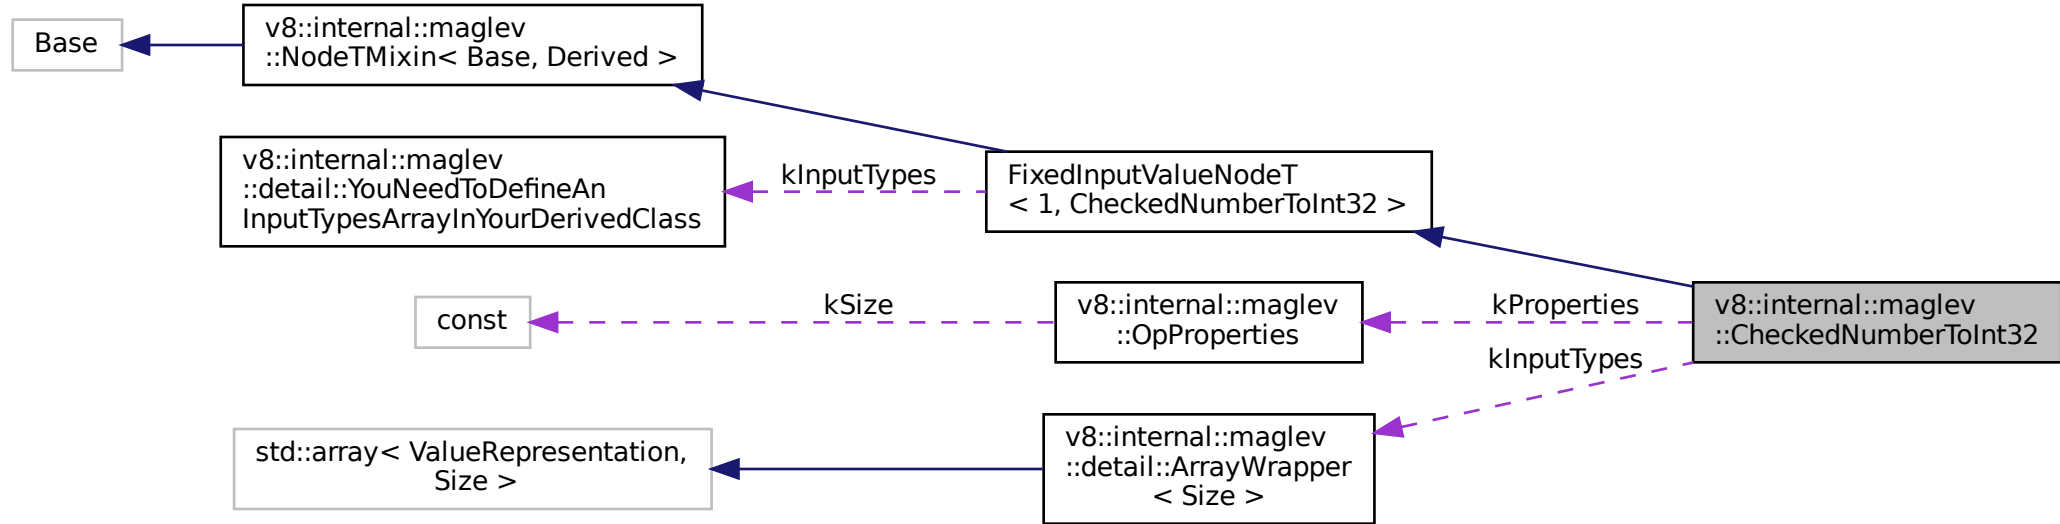 Base
v8::internal::maglev
::NodeTMixin< Base, Derived >
v8::internal::maglev
::detail::YouNeedToDefineAn
InputTypesArrayInYourDerivedClass
kInputTypes
FixedInputValueNodeT
< 1, CheckedNumberToInt32 >
const
kSize
v8::internal::maglev
::OpProperties
kProperties
v8::internal::maglev
::CheckedNumberToInt32
kInputTypes
std::array< ValueRepresentation,
Size >
v8::internal::maglev
::detail::ArrayWrapper
< Size >